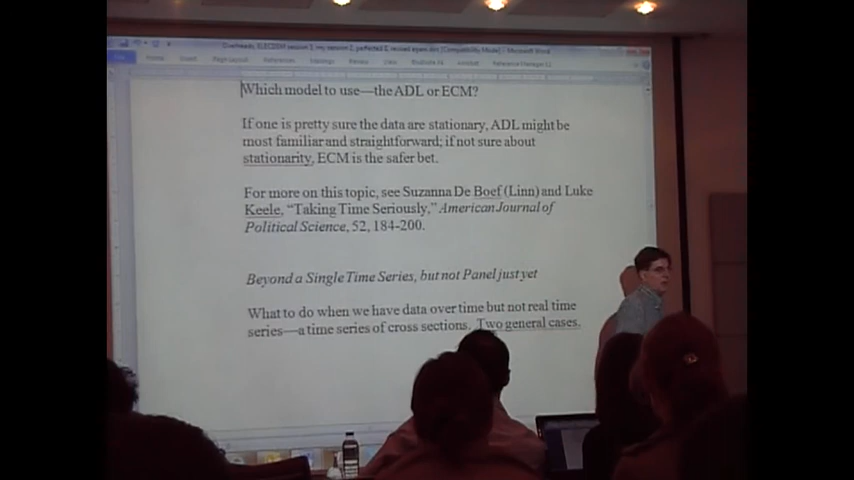 Which model to use—the ADL or ECM?
If one is pretty sure the data are stationary, ADL might be
most familiar and straightforward; if not sure about
stationarity, ECM is the safer bet.
For more on this topic, see Suzanna De Boef (Linn) and Luke
Keele, “Taking Time Seriously,” American Journal of
Political Science, 52, 184-200.
Beyond a Single Time Series, but not Panel just yet
What to do when we have data over time but not real time
series—a time series of cross sections. Two general cases.